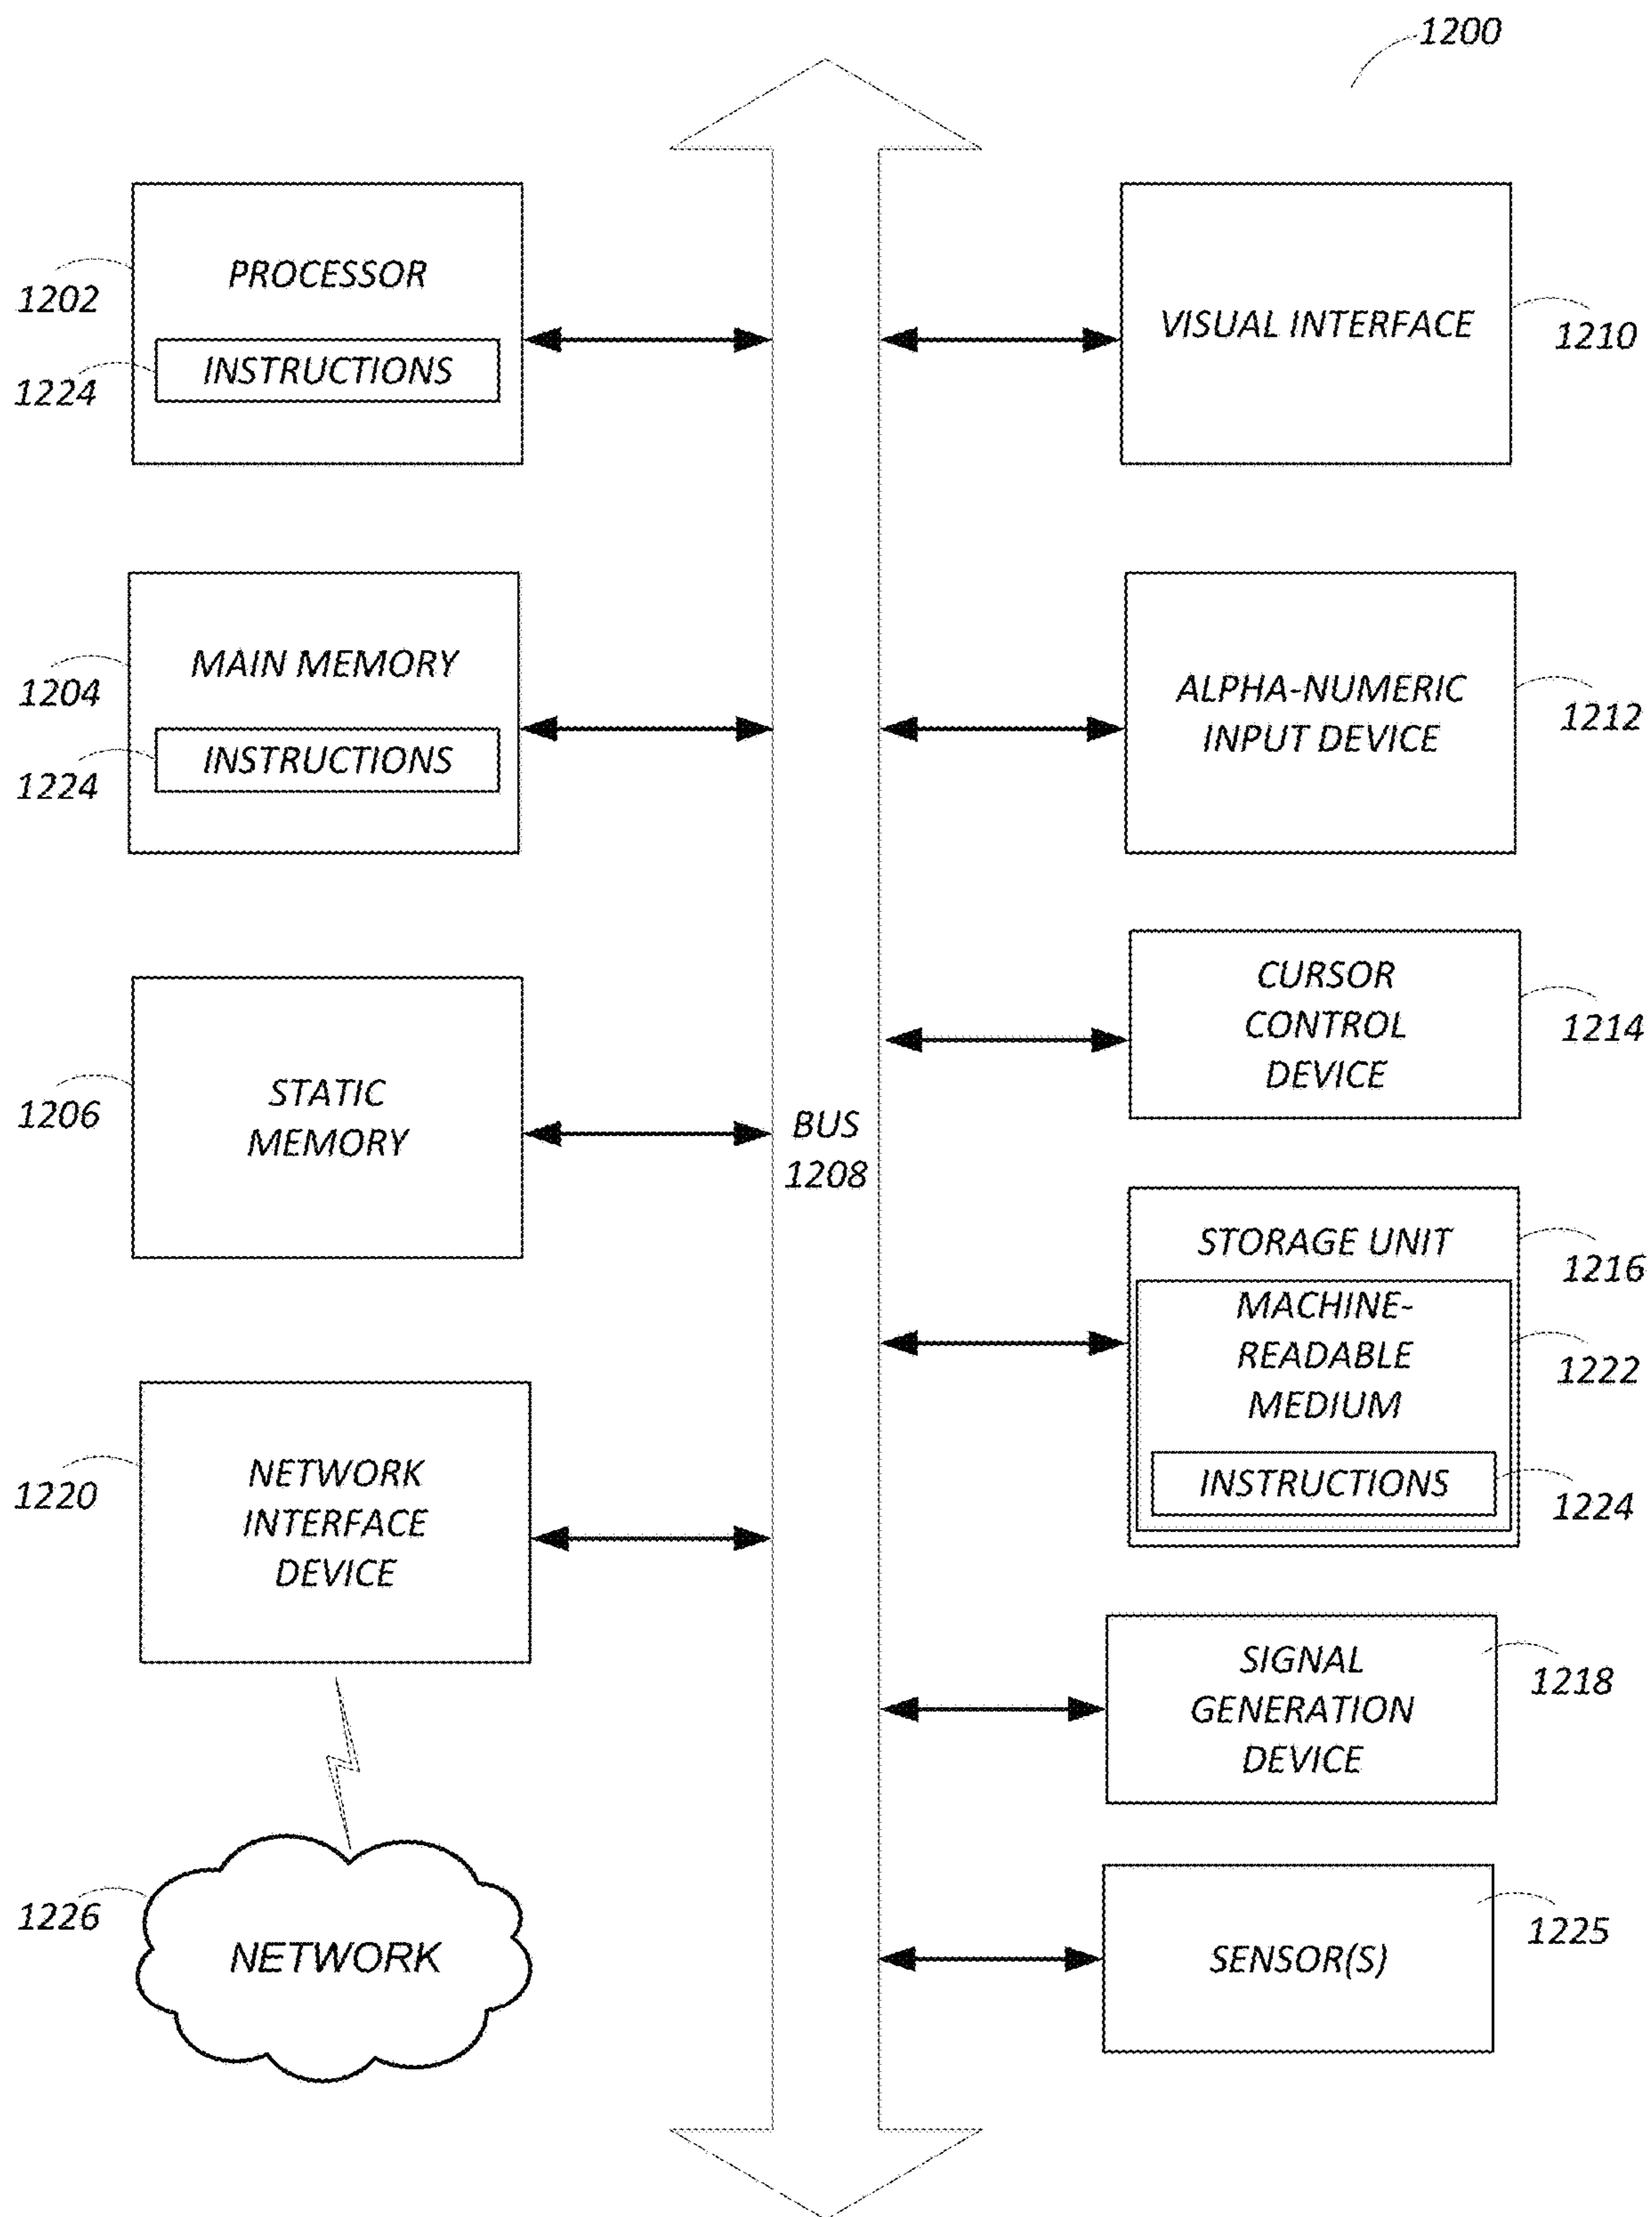 1200
PROCESSOR
1202
INSTRUCTIONS
1224
VISUAL INTERFACE
1210
MAIN MEMORY
1204
INSTRUCTIONS
1224
ALPHA-NUMERIC
INPUT DEVICE
1212
CURSOR
CONTROL
DEVICE
1214
STATIC
MEMORY
1206
BUS
1208
STORAGE UNIT
1216
MACHINE-
READABLE
MEDIUM
1222
INSTRUCTIONS
1224
NETWORK
INTERFACE
DEVICE
1220
SIGNAL
GENERATION
DEVICE
1218
1226
NETWORK
SENSOR(S)
1225